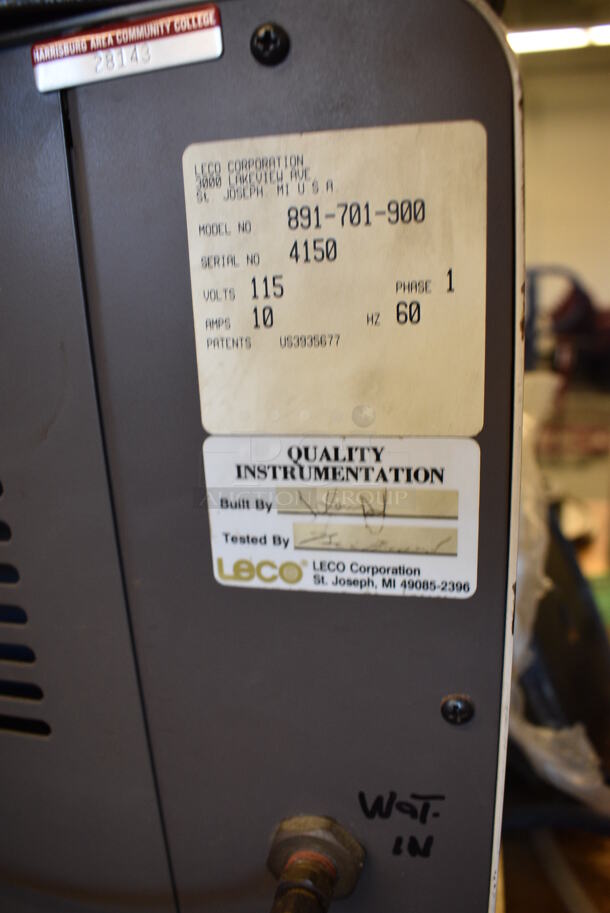 HARRISBURG AREA COMMUNITY COLLEGE
28143
LECO CORPORATION
3000 LAKEVIEW AVE
St. JOSEPH, MI U S A
MODEL NO 891-701-900
SERIAL NO 4150
VOLTS 115 PHASE 1
AMPS 10 HZ 60
PATENTS US3935677
QUALITY
INSTRUMENTATION
AUCTION GROUP
Built By
Tested By
LECO® LECO Corporation
St. Joseph, MI 49085-2396
WAT.
IN